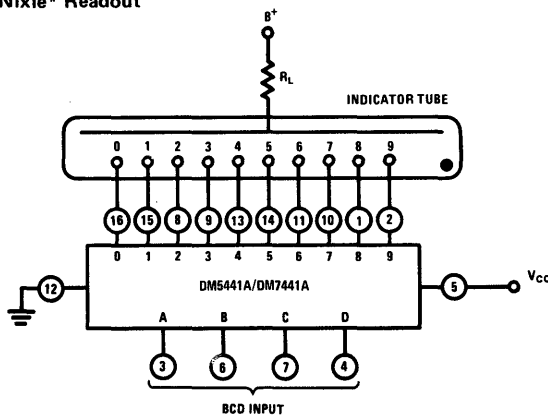 "Nixie" Readout
B+
RL
INDICATOR TUBE
0 1 2 3 4 5 6 7 8 9
16 15 8 9 13 14 11 10 1 2
0 1 2 3 4 5 6 7 8 9
12 DM5441A/DM7441A 5 VCC
A B C D
3 6 7 4
BCD INPUT